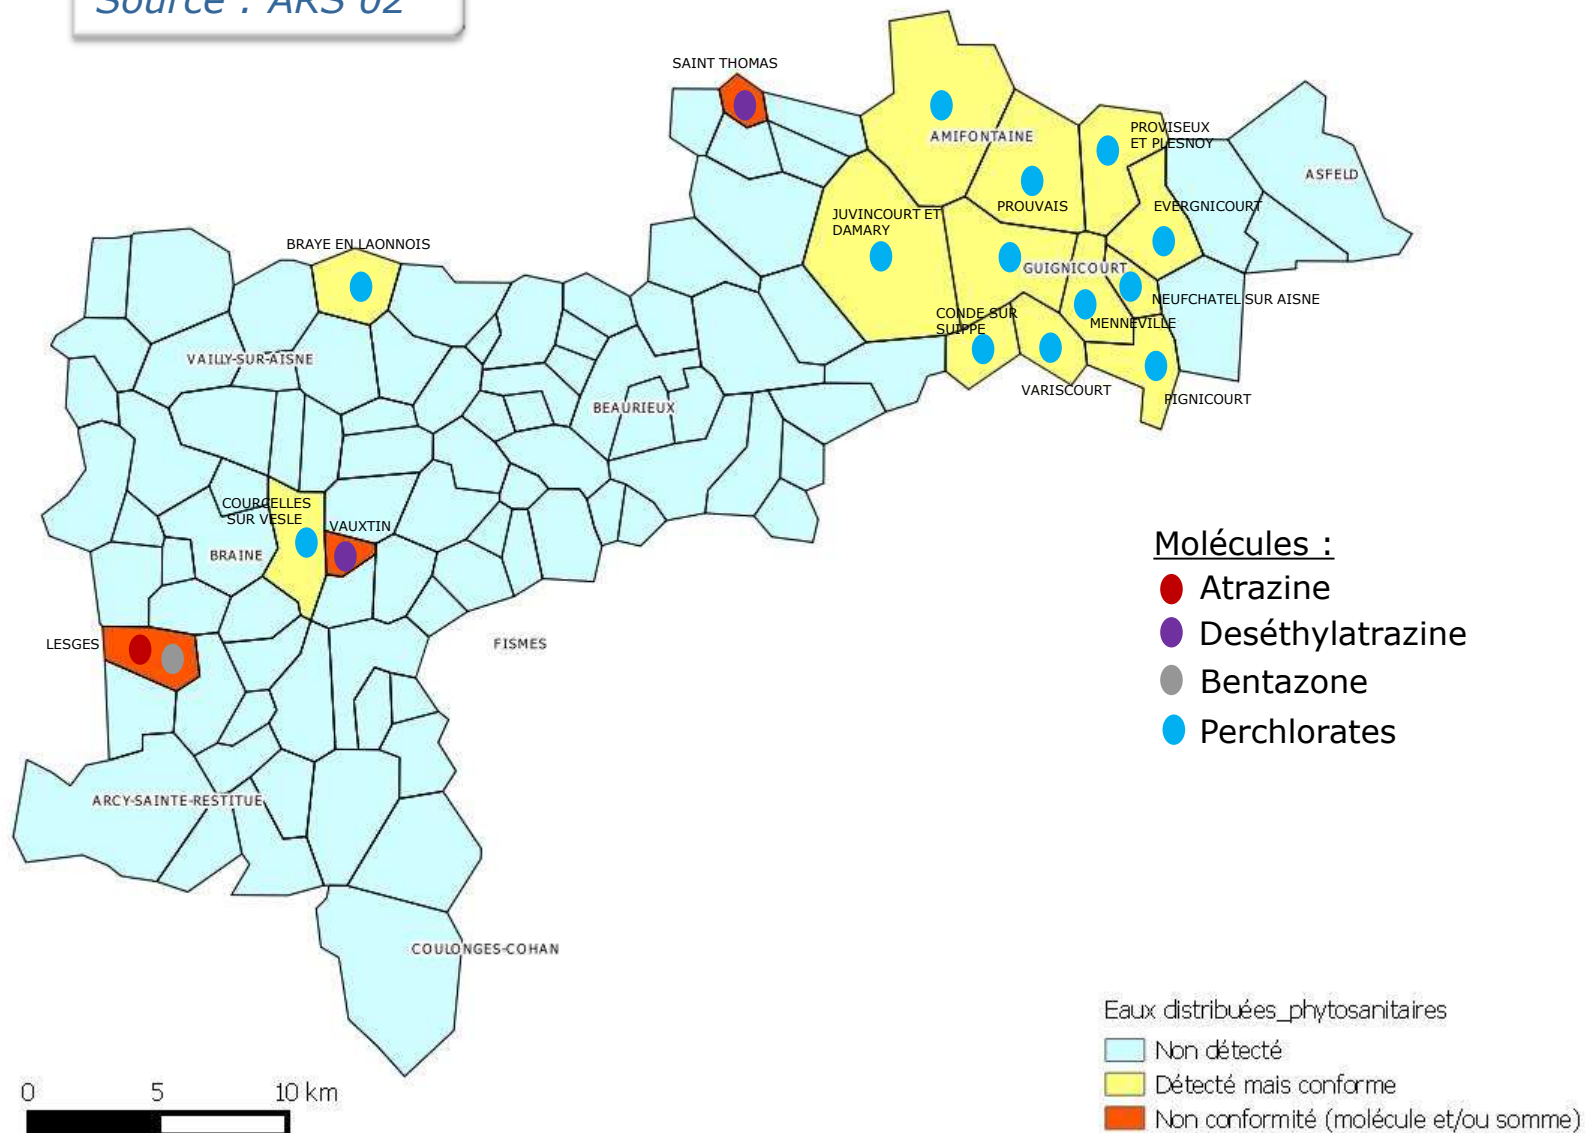 Source : ARS 02
SAINT THOMAS
AMIFONTAINE
PROVISEUX
ET PLESNOY
ASFELD
JUVINCOURT ET
DAMARY
PROUVAIS
EVERGNICOURT
BRAYE EN LAONNOIS
GUIGNICOURT
NEUFCHATEL SUR AISNE
CONDE SUR
SUIPPE
MENNEVILLE
VAILLY-SUR-AISNE
VARISCOURT
PIGNICOURT
BEAURIEUX
COURCELLES
SUR VESLE
VAUXTIN
BRAINE
LESGES
FISMES
Molécules :
Atrazine
Deséthylatrazine
Bentazone
Perchlorates
ARCY-SAINTE-RESTITUE
COULONGES-COHAN
Eaux distribuées_phytosanitaires
Non détecté
Détecté mais conforme
Non conformité (molécule et/ou somme)
0 5 10 km